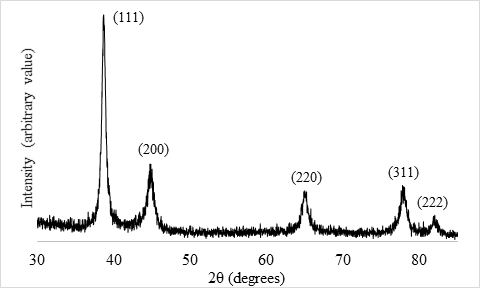 (111)
(200)
(220)
(311)
(222)
Intensity (arbitrary value)
30 40 50 60 70 80
2θ (degrees)